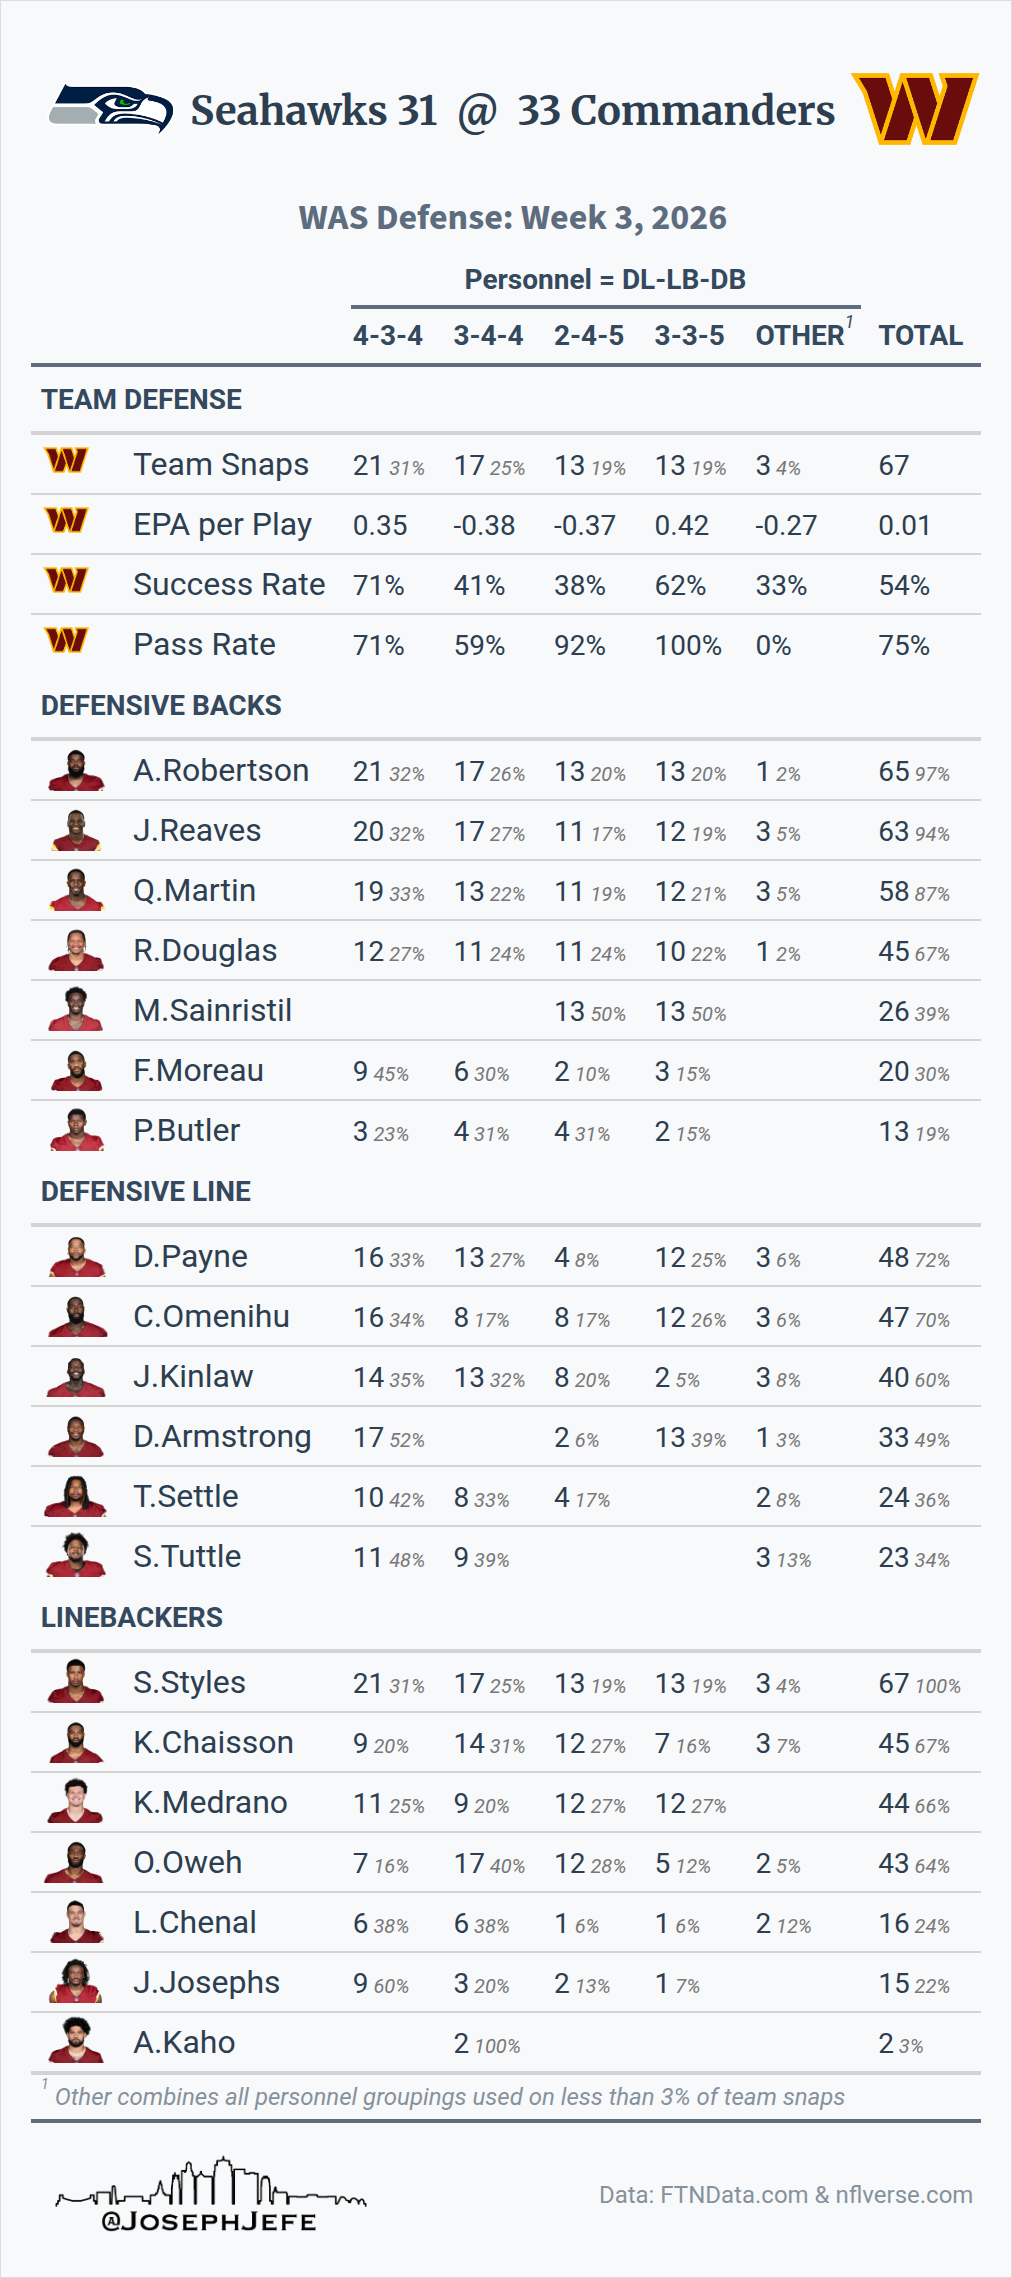 Seahawks 31 @ 33 Commanders
WAS Defense: Week 3, 2026
Personnel = DL-LB-DB
4-3-4 3-4-4 2-4-5 3-3-5 OTHER1 TOTAL
TEAM DEFENSE
Team Snaps 21 31% 17 25% 13 19% 13 19% 3 4% 67
EPA per Play 0.35 -0.38 -0.37 0.42 -0.27 0.01
Success Rate 71% 41% 38% 62% 33% 54%
Pass Rate 71% 59% 92% 100% 0% 75%
DEFENSIVE BACKS
A.Robertson 21 32% 17 26% 13 20% 13 20% 1 2% 65 97%
J.Reaves 20 32% 17 27% 11 17% 12 19% 3 5% 63 94%
Q.Martin 19 33% 13 22% 11 19% 12 21% 3 5% 58 87%
R.Douglas 12 27% 11 24% 11 24% 10 22% 1 2% 45 67%
M.Sainristil 13 50% 13 50% 26 39%
F.Moreau 9 45% 6 30% 2 10% 3 15% 20 30%
P.Butler 3 23% 4 31% 4 31% 2 15% 13 19%
DEFENSIVE LINE
D.Payne 16 33% 13 27% 4 8% 12 25% 3 6% 48 72%
C.Omenihu 16 34% 8 17% 8 17% 12 26% 3 6% 47 70%
J.Kinlaw 14 35% 13 32% 8 20% 2 5% 3 8% 40 60%
D.Armstrong 17 52% 2 6% 13 39% 1 3% 33 49%
T.Settle 10 42% 8 33% 4 17% 2 8% 24 36%
S.Tuttle 11 48% 9 39% 3 13% 23 34%
LINEBACKERS
S.Styles 21 31% 17 25% 13 19% 13 19% 3 4% 67 100%
K.Chaisson 9 20% 14 31% 12 27% 7 16% 3 7% 45 67%
K.Medrano 11 25% 9 20% 12 27% 12 27% 44 66%
O.Oweh 7 16% 17 40% 12 28% 5 12% 2 5% 43 64%
L.Chenal 6 38% 6 38% 1 6% 1 6% 2 12% 16 24%
J.Josephs 9 60% 3 20% 2 13% 1 7% 15 22%
A.Kaho 2 100% 2 3%
1 Other combines all personnel groupings used on less than 3% of team snaps
@JosephJefe
Data: FTNData.com & nflverse.com